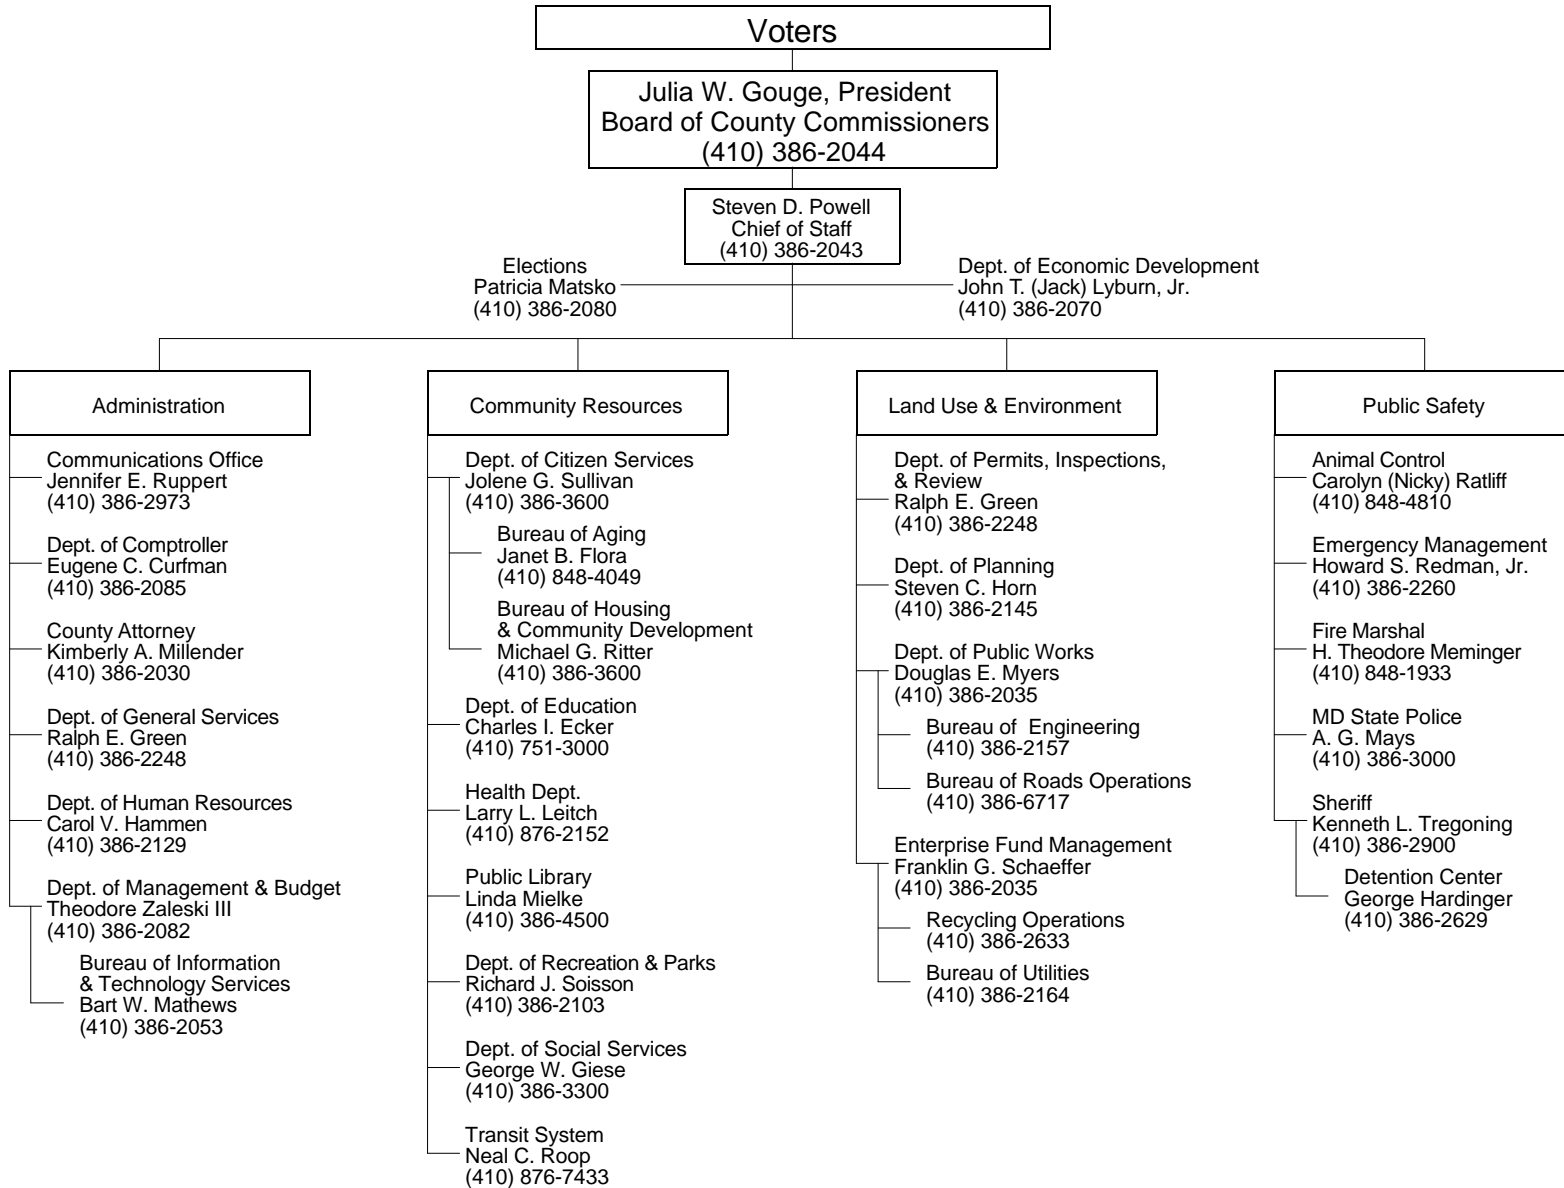 Voters
Julia W. Gouge, President
Board of County Commissioners
(410) 386-2044
Steven D. Powell
Chief of Staff
(410) 386-2043
Elections
Patricia Matsko
(410) 386-2080
Dept. of Economic Development
John T. (Jack) Lyburn, Jr.
(410) 386-2070
Administration
Communications Office
Jennifer E. Ruppert
(410) 386-2973
Dept. of Comptroller
Eugene C. Curfman
(410) 386-2085
County Attorney
Kimberly A. Millender
(410) 386-2030
Dept. of General Services
Ralph E. Green
(410) 386-2248
Dept. of Human Resources
Carol V. Hammen
(410) 386-2129
Dept. of Management & Budget
Theodore Zaleski III
(410) 386-2082
Bureau of Information
& Technology Services
Bart W. Mathews
(410) 386-2053
Community Resources
Dept. of Citizen Services
Jolene G. Sullivan
(410) 386-3600
Bureau of Aging
Janet B. Flora
(410) 848-4049
Bureau of Housing
& Community Development
Michael G. Ritter
(410) 386-3600
Dept. of Education
Charles I. Ecker
(410) 751-3000
Health Dept.
Larry L. Leitch
(410) 876-2152
Public Library
Linda Mielke
(410) 386-4500
Dept. of Recreation & Parks
Richard J. Soisson
(410) 386-2103
Dept. of Social Services
George W. Giese
(410) 386-3300
Transit System
Neal C. Roop
(410) 876-7433
Land Use & Environment
Dept. of Permits, Inspections,
& Review
Ralph E. Green
(410) 386-2248
Dept. of Planning
Steven C. Horn
(410) 386-2145
Dept. of Public Works
Douglas E. Myers
(410) 386-2035
Bureau of Engineering
(410) 386-2157
Bureau of Roads Operations
(410) 386-6717
Enterprise Fund Management
Franklin G. Schaeffer
(410) 386-2035
Recycling Operations
(410) 386-2633
Bureau of Utilities
(410) 386-2164
Public Safety
Animal Control
Carolyn (Nicky) Ratliff
(410) 848-4810
Emergency Management
Howard S. Redman, Jr.
(410) 386-2260
Fire Marshal
H. Theodore Meminger
(410) 848-1933
MD State Police
A. G. Mays
(410) 386-3000
Sheriff
Kenneth L. Tregoning
(410) 386-2900
Detention Center
George Hardinger
(410) 386-2629